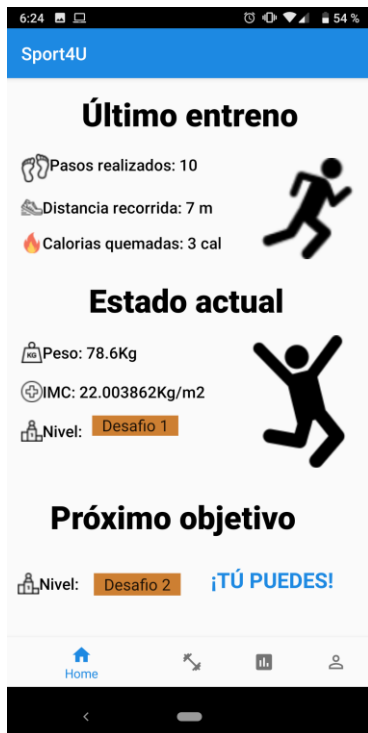 6:24 54 %
Sport4U
Último entreno
Pasos realizados: 10
Distancia recorrida: 7 m
Calorias quemadas: 3 cal
Estado actual
KG Peso: 78.6Kg
IMC: 22.003862Kg/m2
Nivel: Desafio 1
Próximo objetivo
Nivel: Desafio 2 ¡TÚ PUEDES!
Home